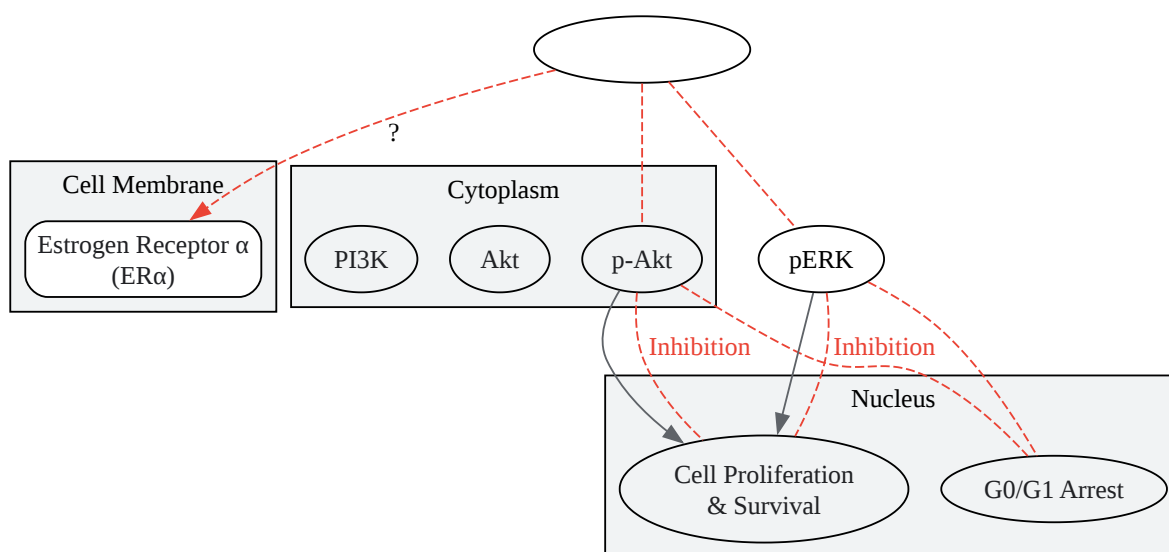 ?
Cell Membrane
Estrogen Receptor α
(ERα)
Cytoplasm
PI3K
Akt
p-Akt
pERK
Inhibition
Inhibition
Nucleus
Cell Proliferation
& Survival
G0/G1 Arrest